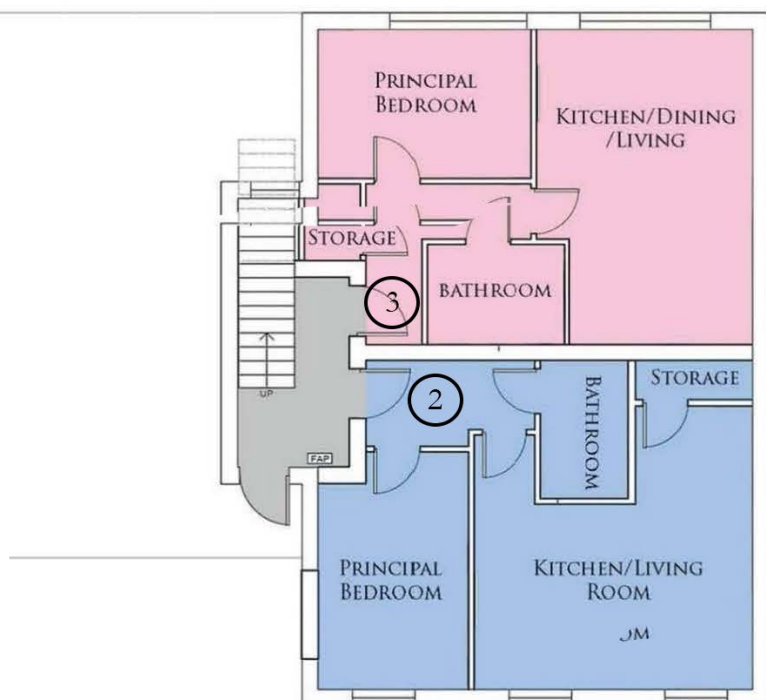 PRINCIPAL
BEDROOM
KITCHEN/DINING
/LIVING
STORAGE
BATHROOM
3
UP
FAP
2
BATHROOM
STORAGE
PRINCIPAL
BEDROOM
KITCHEN/LIVING
ROOM